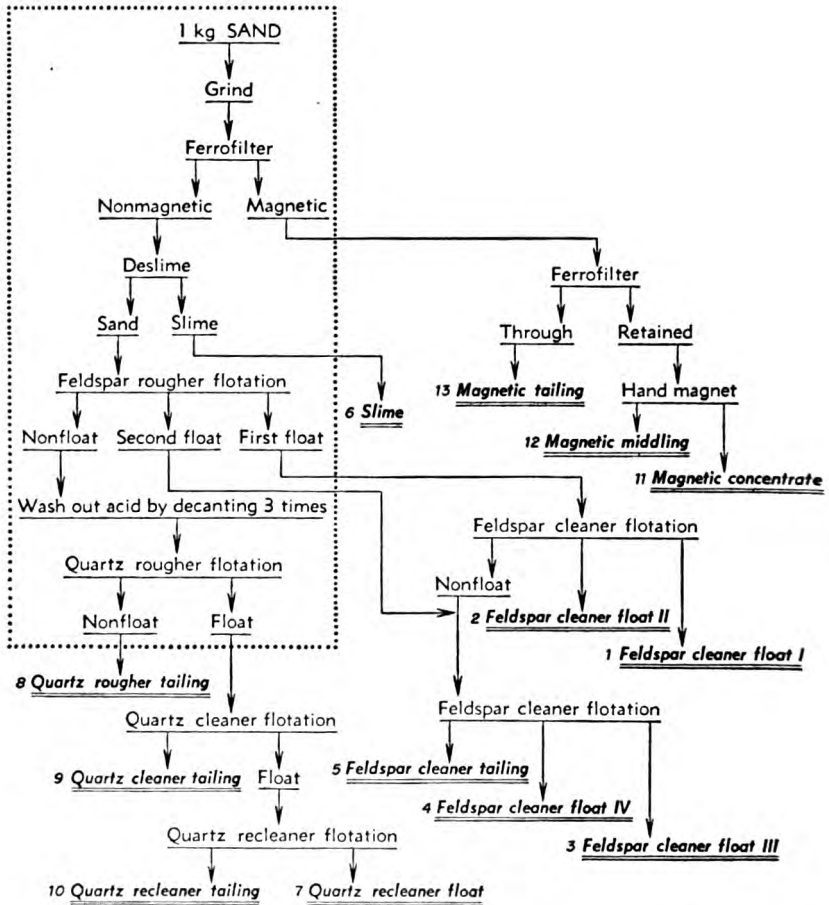 1 kg SAND
Grind
Ferrofilter
Nonmagnetic Magnetic
Deslime
Ferrofilter
Sand Slime
Through Retained
Feldspar rougher flotation
13 Magnetic tailing
Hand magnet
6 Slime
Nonfloat Second float First float
12 Magnetic middling
11 Magnetic concentrate
Wash out acid by decanting 3 times
Feldspar cleaner flotation
Quartz rougher flotation
Nonfloat
Nonfloat Float
2 Feldspar cleaner float II
1 Feldspar cleaner float I
8 Quartz rougher tailing
Feldspar cleaner flotation
Quartz cleaner flotation
5 Feldspar cleaner tailing
9 Quartz cleaner tailing
Float
4 Feldspar cleaner float IV
Quartz recleaner flotation
3 Feldspar cleaner float III
10 Quartz recleaner tailing
7 Quartz recleaner float